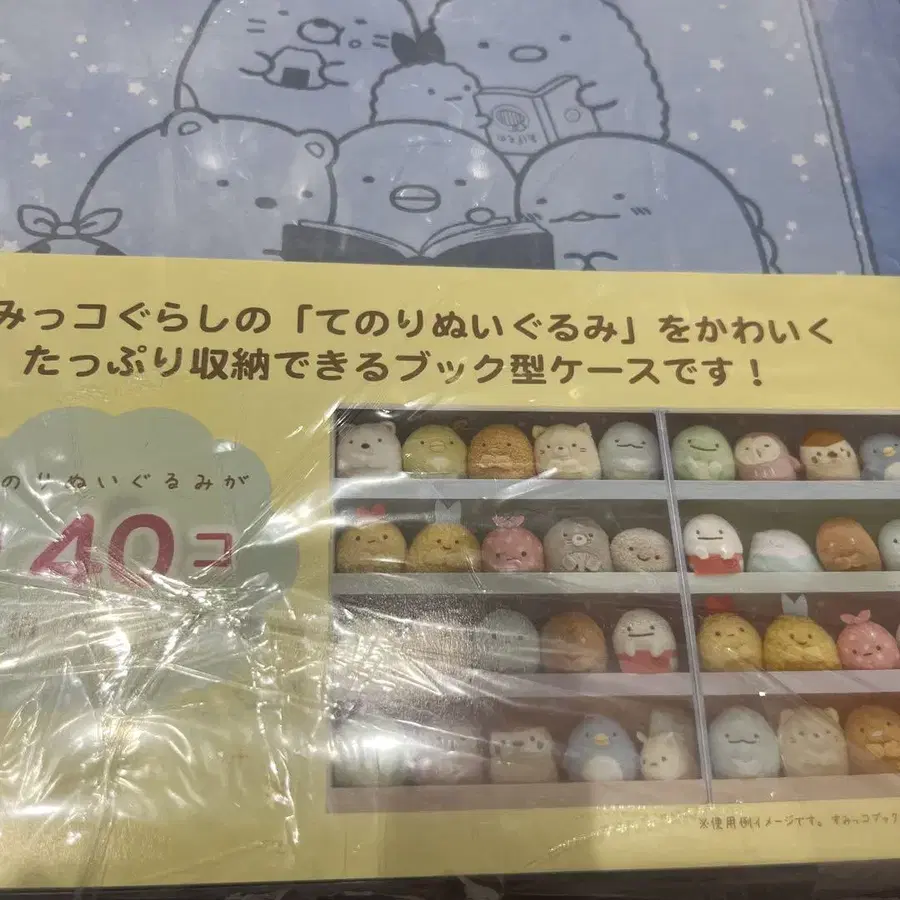 みっコぐらしの「てのりぬいぐるみ」をかわいく
たっぷり収納できるブック型ケースです!
のりぬいぐるみが
40コ
※使用例イメージです。すみっコブック